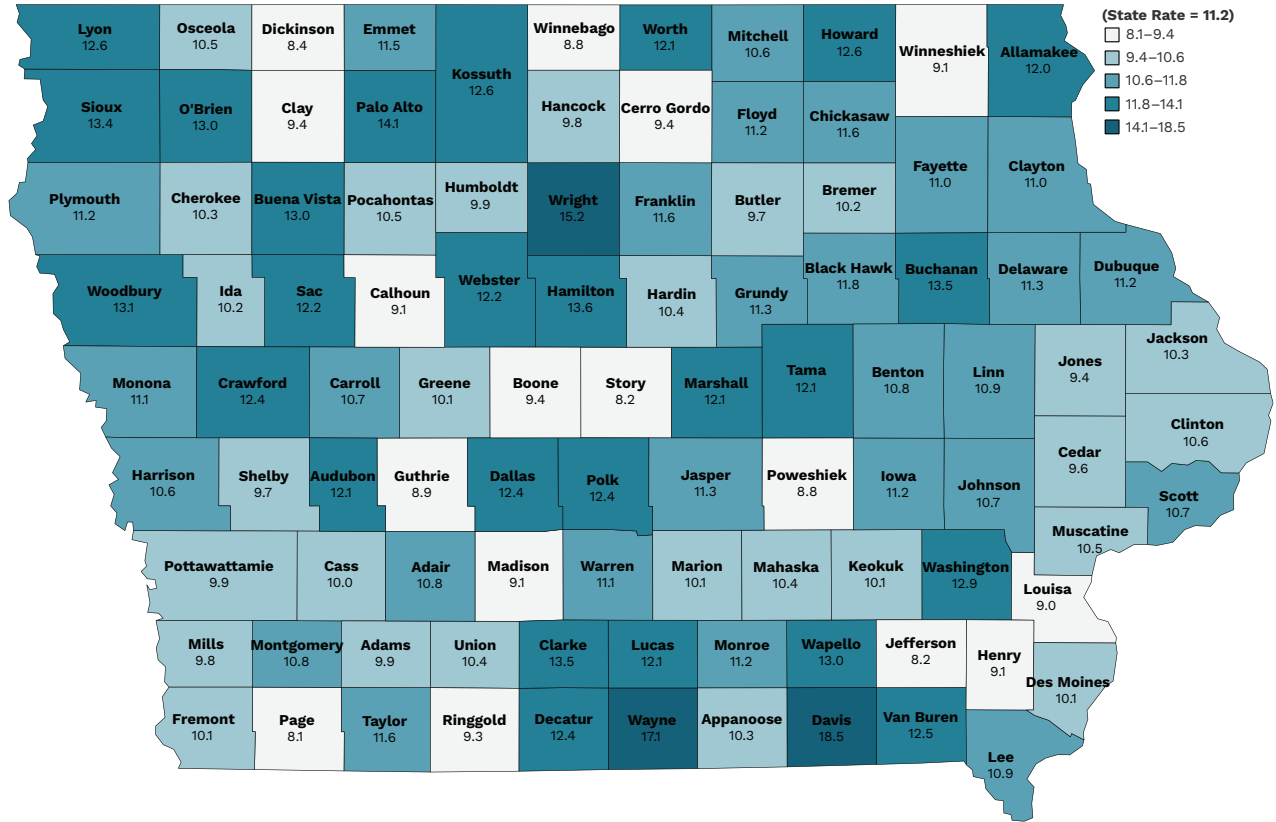 (State Rate = 11.2)
8.1–9.4
9.4–10.6
10.6–11.8
11.8–14.1
14.1–18.5
Lyon
12.6
Osceola
10.5
Dickinson
8.4
Emmet
11.5
Kossuth
12.6
Winnebago
8.8
Worth
12.1
Mitchell
10.6
Howard
12.6
Winneshiek
9.1
Allamakee
12.0
Sioux
13.4
O'Brien
13.0
Clay
9.4
Palo Alto
14.1
Hancock
9.8
Cerro Gordo
9.4
Floyd
11.2
Chickasaw
11.6
Fayette
11.0
Clayton
11.0
Plymouth
11.2
Cherokee
10.3
Buena Vista
13.0
Pocahontas
10.5
Humboldt
9.9
Wright
15.2
Franklin
11.6
Butler
9.7
Bremer
10.2
Woodbury
13.1
Ida
10.2
Sac
12.2
Calhoun
9.1
Webster
12.2
Hamilton
13.6
Hardin
10.4
Grundy
11.3
Black Hawk
11.8
Buchanan
13.5
Delaware
11.3
Dubuque
11.2
Monona
11.1
Crawford
12.4
Carroll
10.7
Greene
10.1
Boone
9.4
Story
8.2
Marshall
12.1
Tama
12.1
Benton
10.8
Linn
10.9
Jones
9.4
Jackson
10.3
Clinton
10.6
Harrison
10.6
Shelby
9.7
Audubon
12.1
Guthrie
8.9
Dallas
12.4
Polk
12.4
Jasper
11.3
Poweshiek
8.8
Iowa
11.2
Johnson
10.7
Cedar
9.6
Scott
10.7
Muscatine
10.5
Pottawattamie
9.9
Cass
10.0
Adair
10.8
Madison
9.1
Warren
11.1
Marion
10.1
Mahaska
10.4
Keokuk
10.1
Washington
12.9
Louisa
9.0
Mills
9.8
Montgomery
10.8
Adams
9.9
Union
10.4
Clarke
13.5
Lucas
12.1
Monroe
11.2
Wapello
13.0
Jefferson
8.2
Henry
9.1
Des Moines
10.1
Fremont
10.1
Page
8.1
Taylor
11.6
Ringgold
9.3
Decatur
12.4
Wayne
17.1
Appanoose
10.3
Davis
18.5
Van Buren
12.5
Lee
10.9